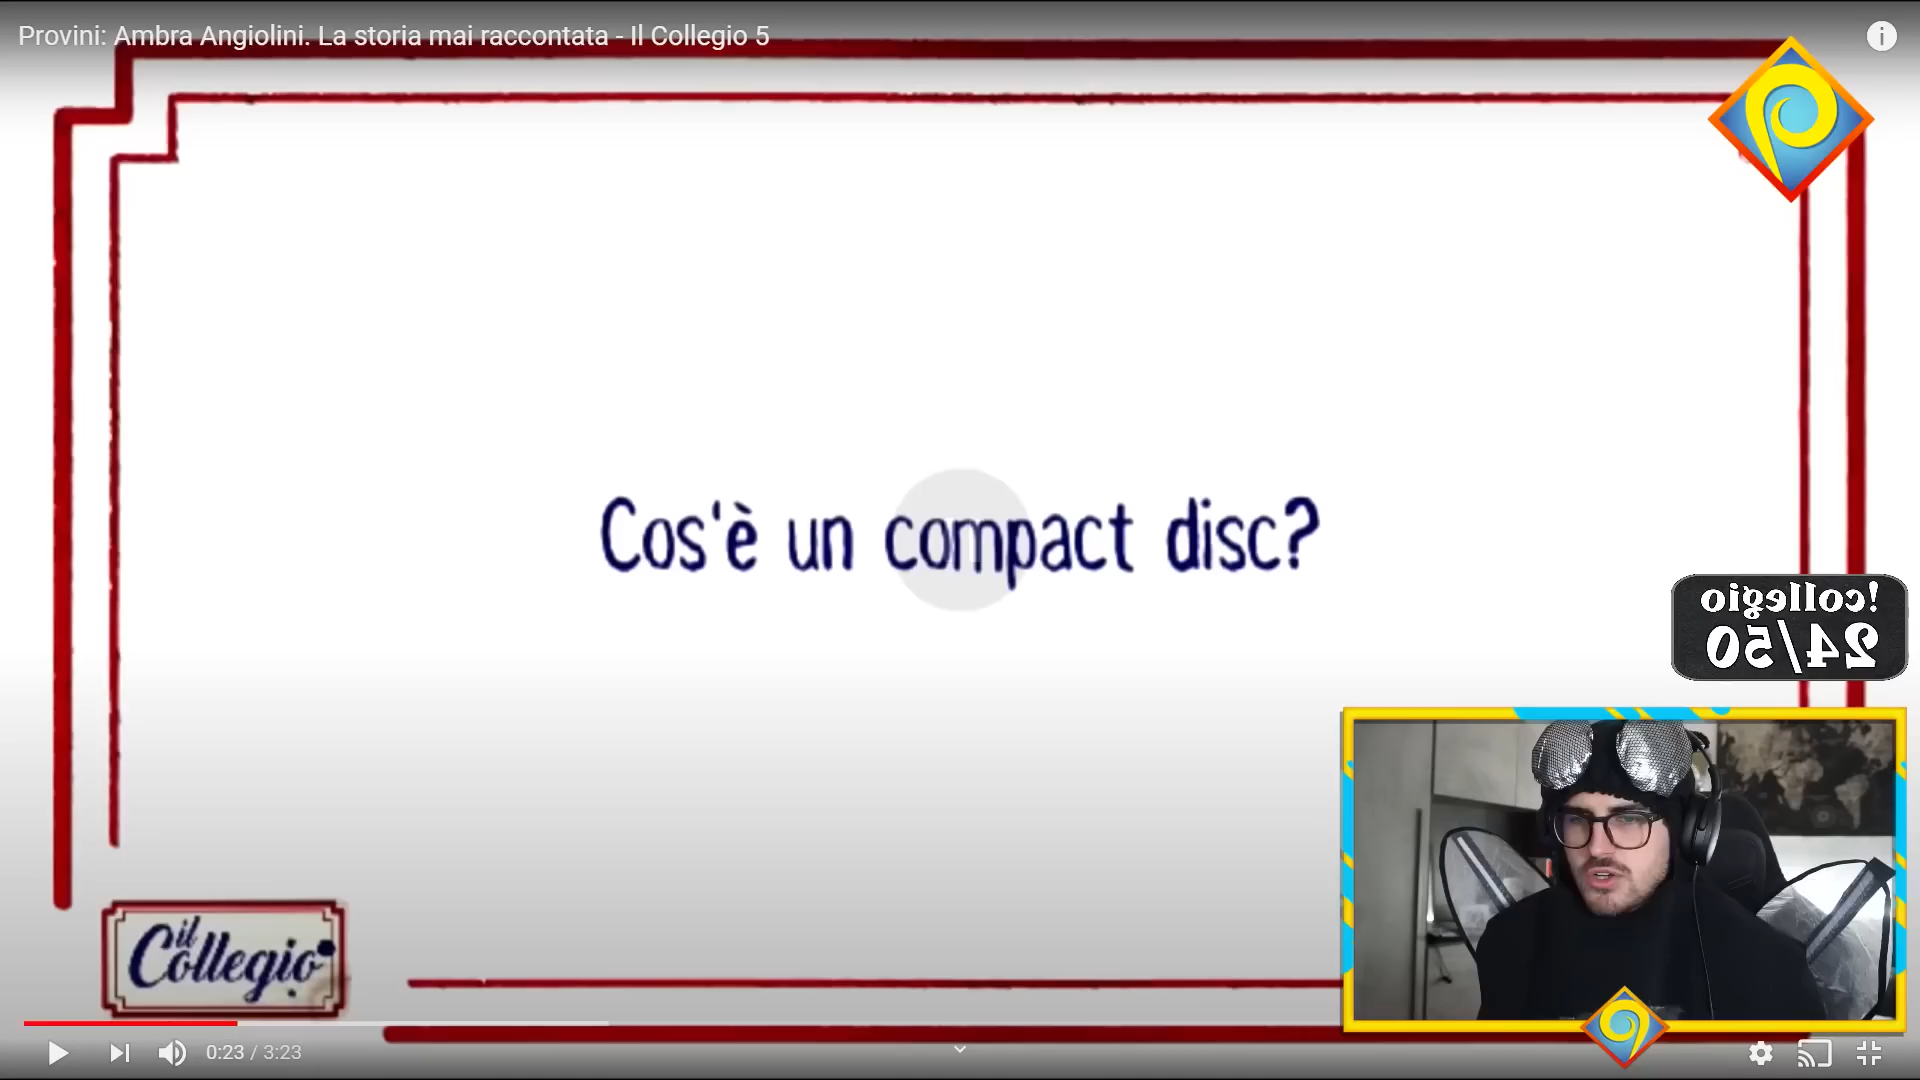 Provini: Ambra Angiolini. La storia mai raccontata - Il Collegio 5
Cos'è un compact disc?
!collegio
24/50
il
Collegio
0:23 / 3:23